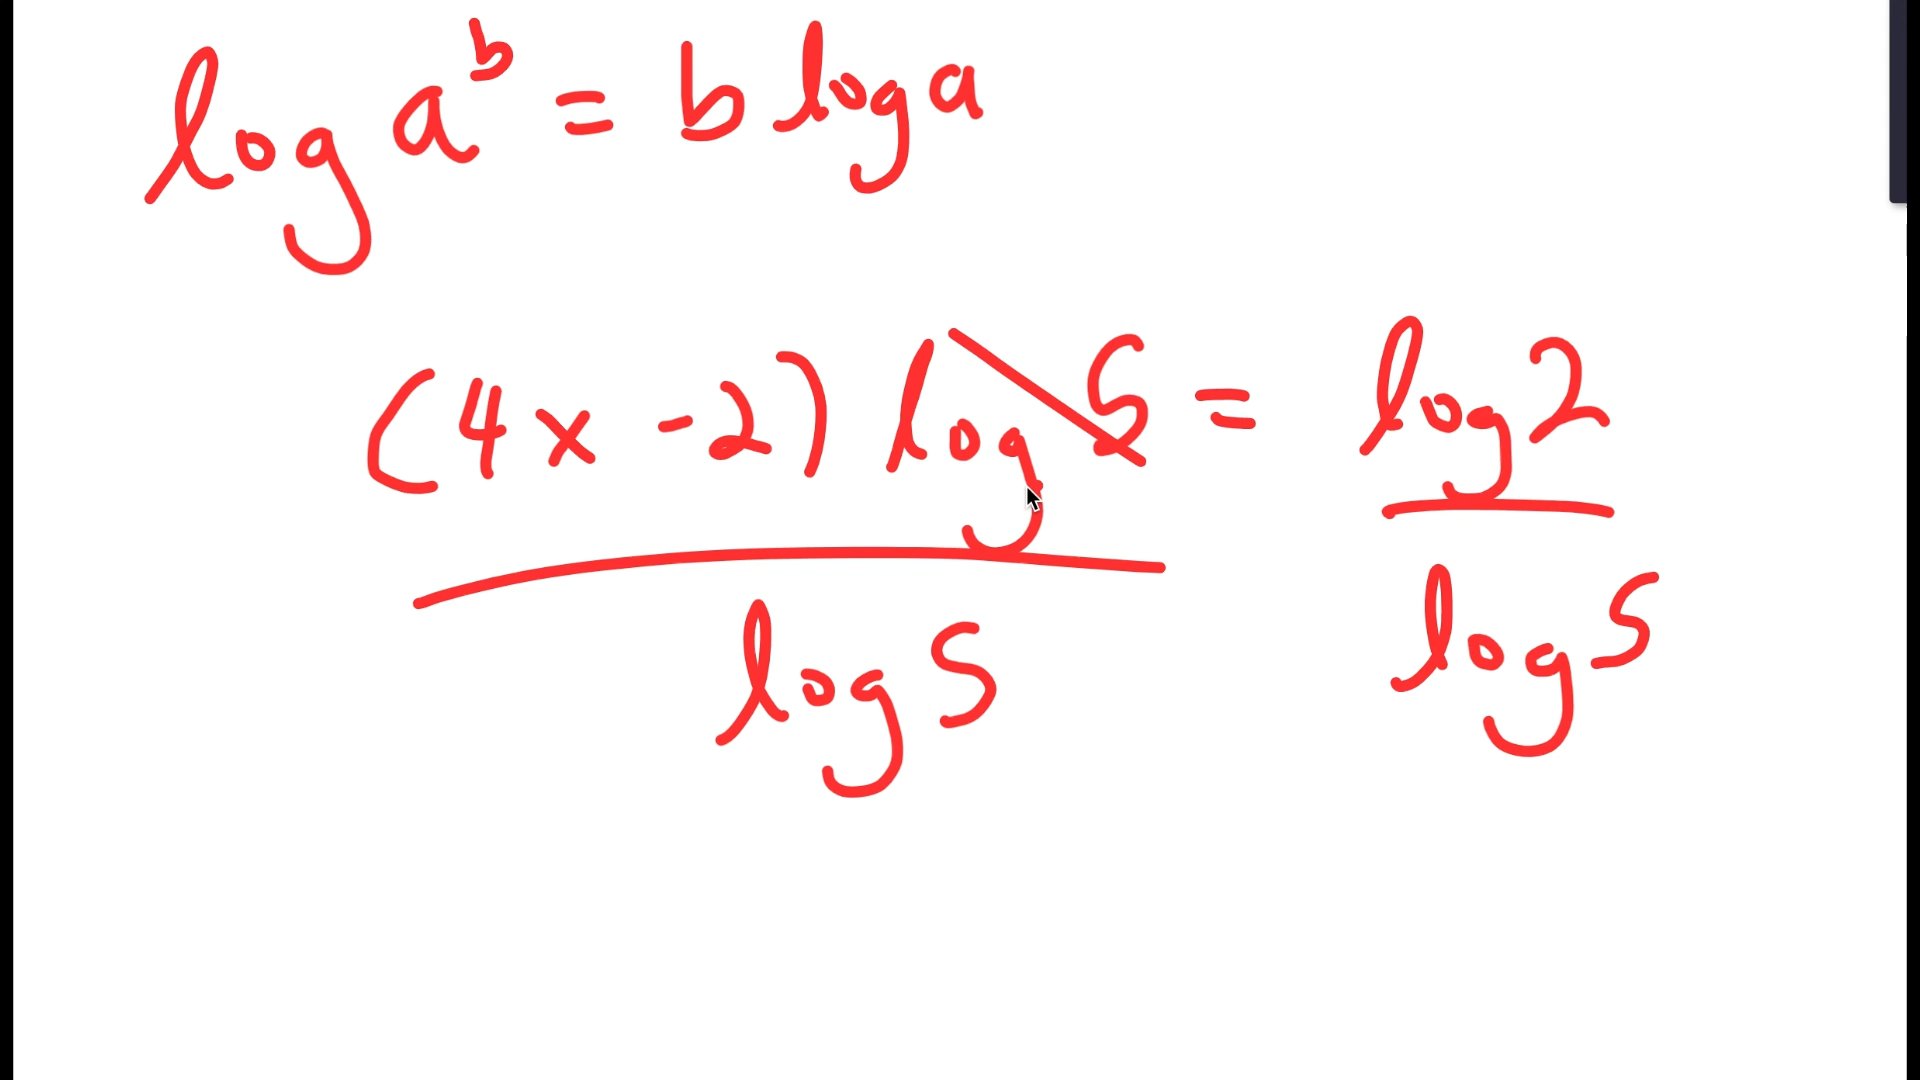 log a^b = b log a
(4x -2) log 5 = log 2
log 5 log 5